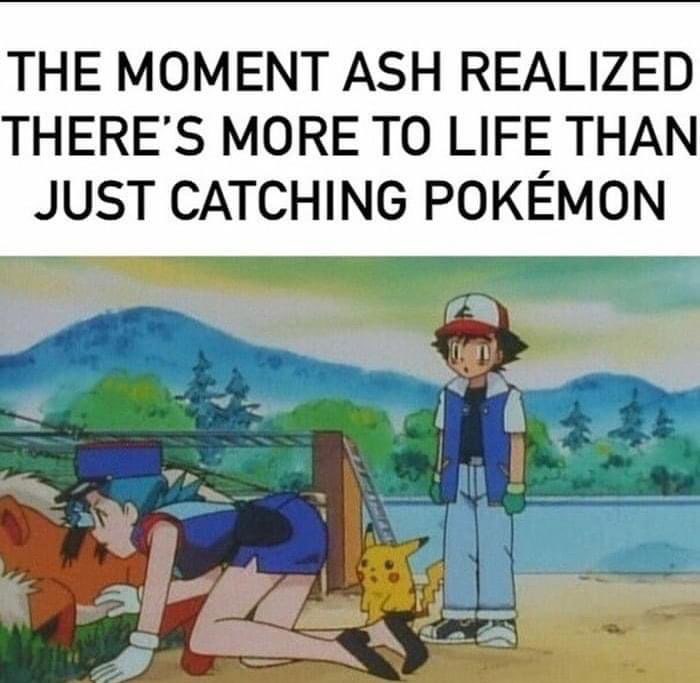 THE MOMENT ASH REALIZED
THERE'S MORE TO LIFE THAN
JUST CATCHING POKÉMON